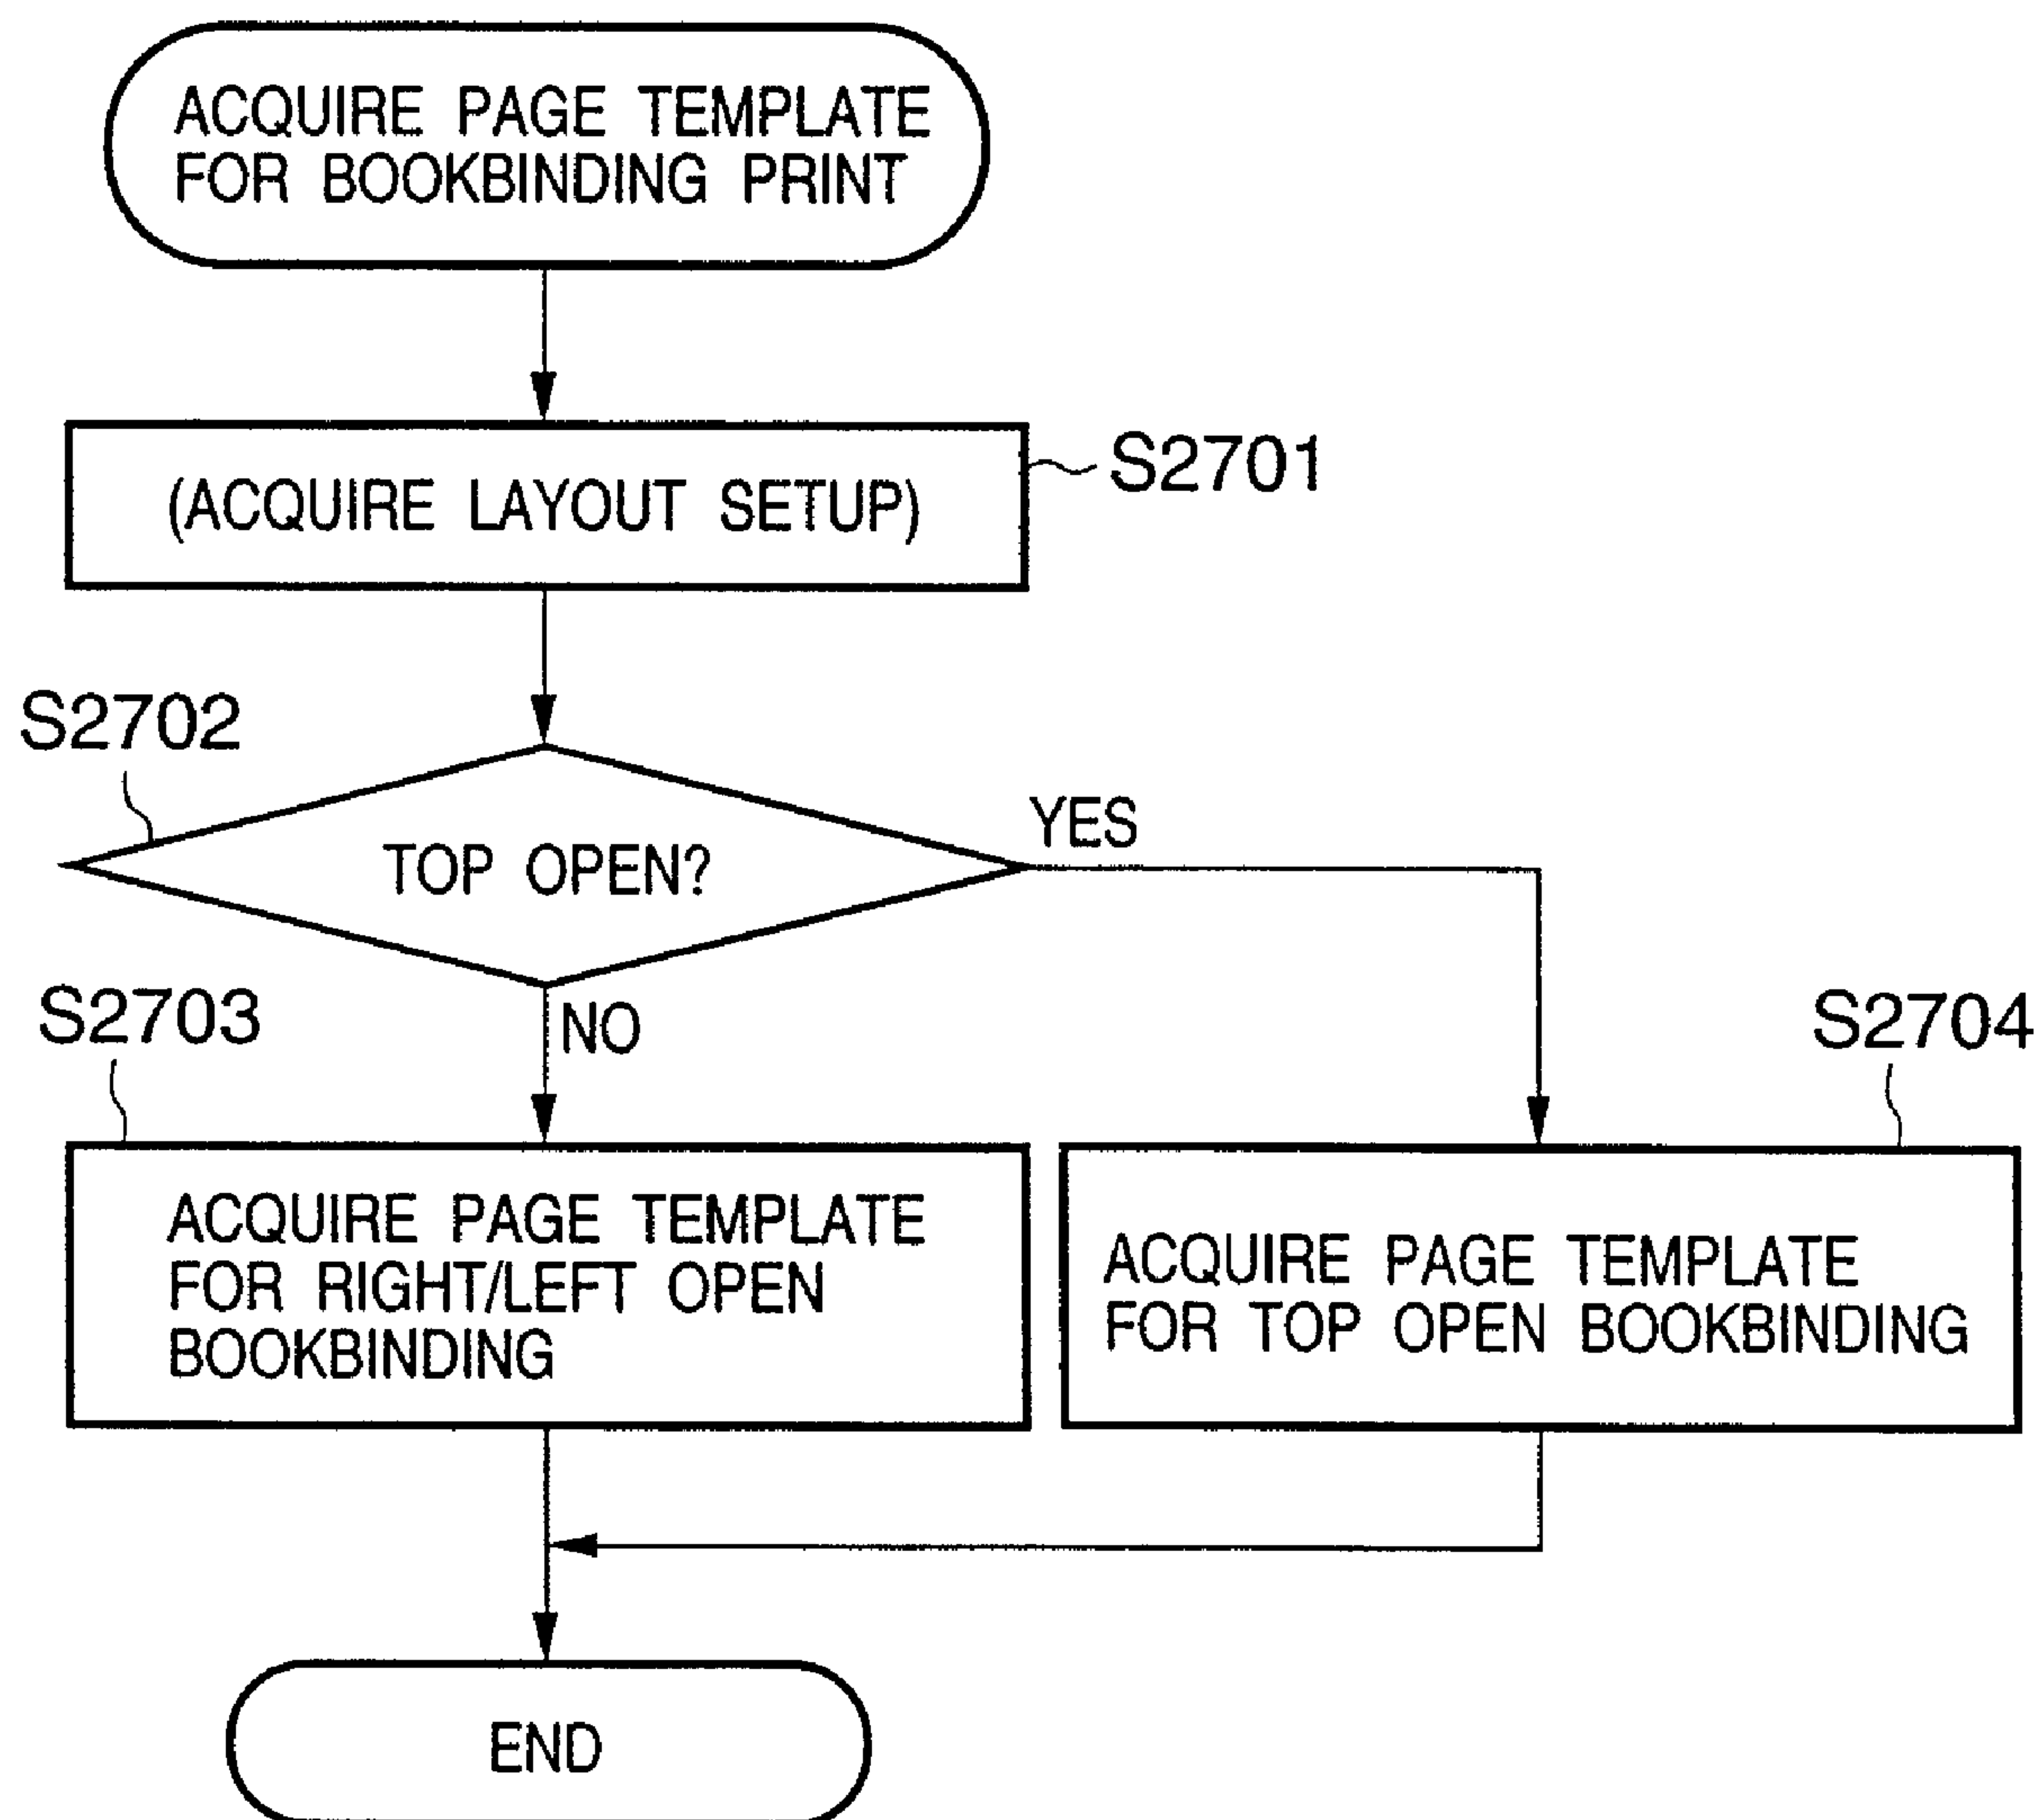 ACQUIRE PAGE TEMPLATE
FOR BOOKBINDING PRINT
(ACQUIRE LAYOUT SETUP)
S2701
S2702
TOP OPEN?
YES
NO
S2703
ACQUIRE PAGE TEMPLATE
FOR RIGHT/LEFT OPEN
BOOKBINDING
S2704
ACQUIRE PAGE TEMPLATE
FOR TOP OPEN BOOKBINDING
END